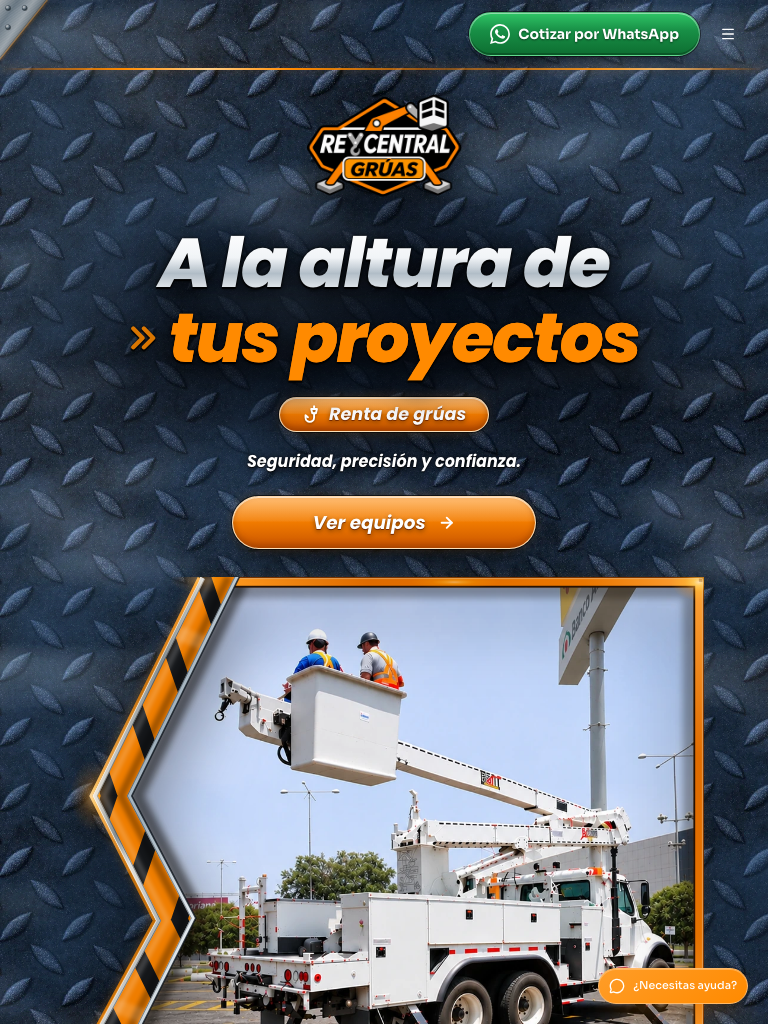 Cotizar por WhatsApp
REY CENTRAL
GRÚAS
A la altura de
tus proyectos
Renta de grúas
Seguridad, precisión y confianza.
Ver equipos
Banco A
¿Necesitas ayuda?